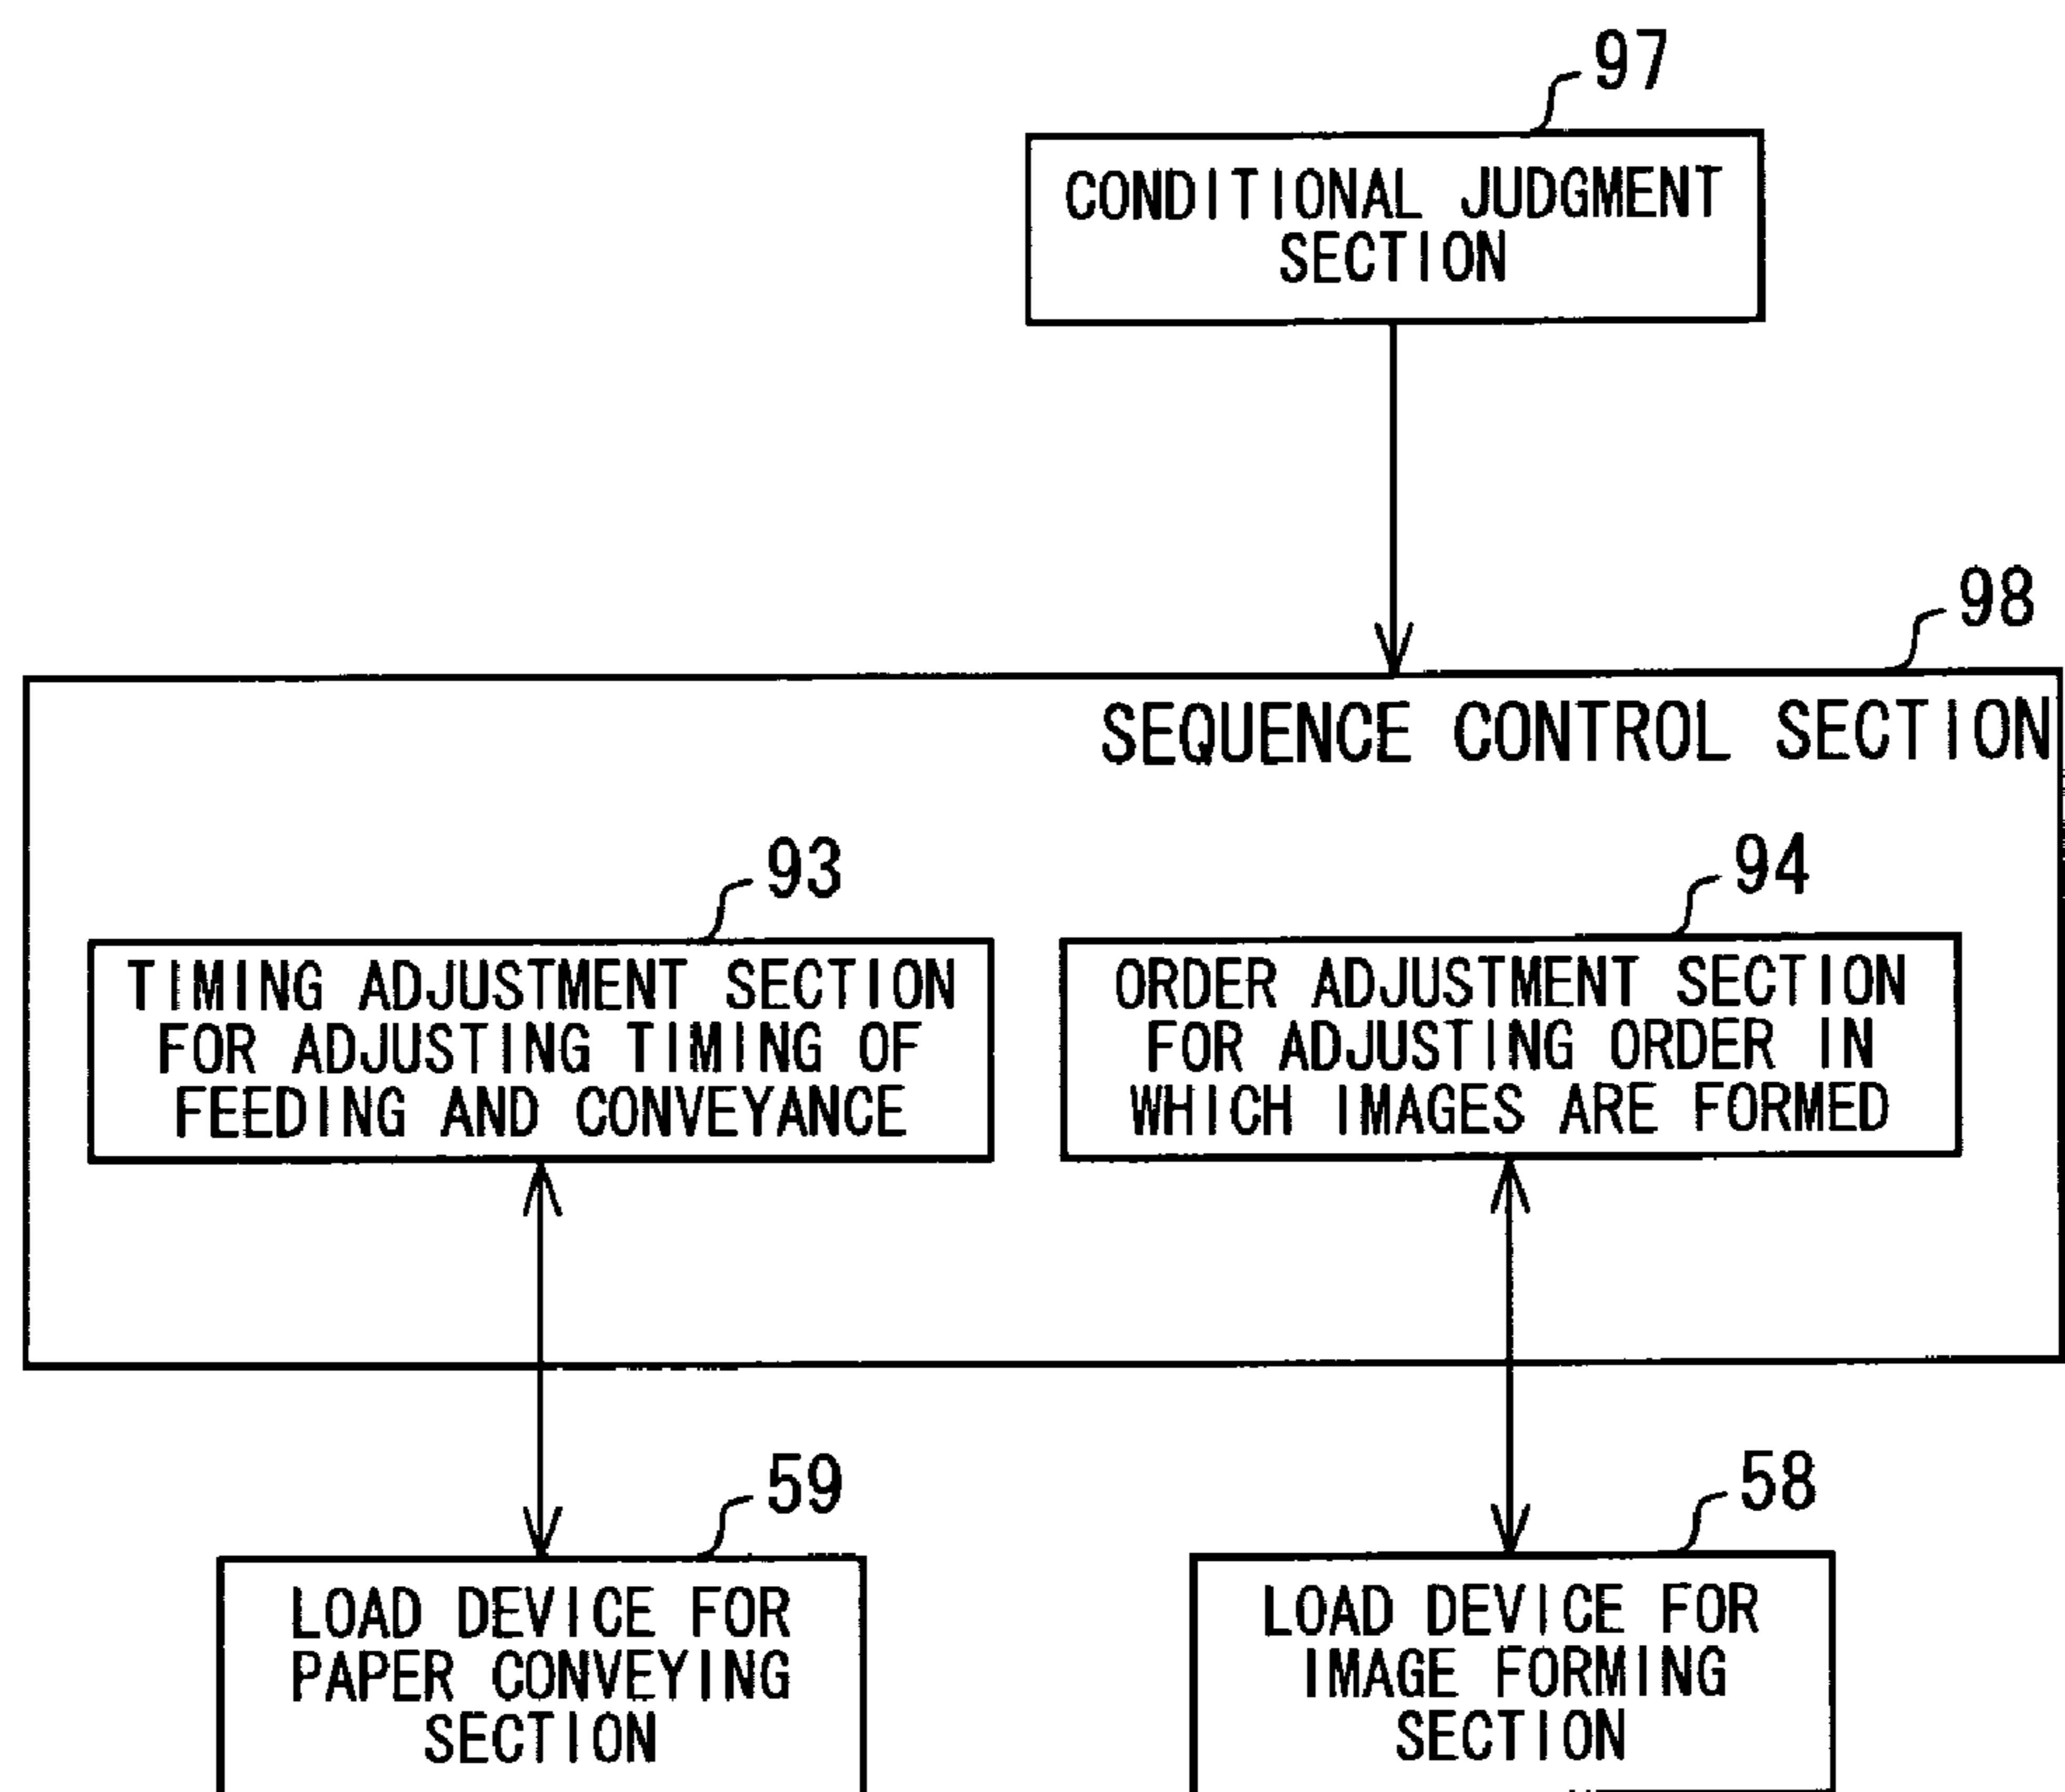 97
CONDITIONAL JUDGMENT
SECTION
98
SEQUENCE CONTROL SECTION
93
TIMING ADJUSTMENT SECTION
FOR ADJUSTING TIMING OF
FEEDING AND CONVEYANCE
94
ORDER ADJUSTMENT SECTION
FOR ADJUSTING ORDER IN
WHICH IMAGES ARE FORMED
59
LOAD DEVICE FOR
PAPER CONVEYING
SECTION
58
LOAD DEVICE FOR
IMAGE FORMING
SECTION